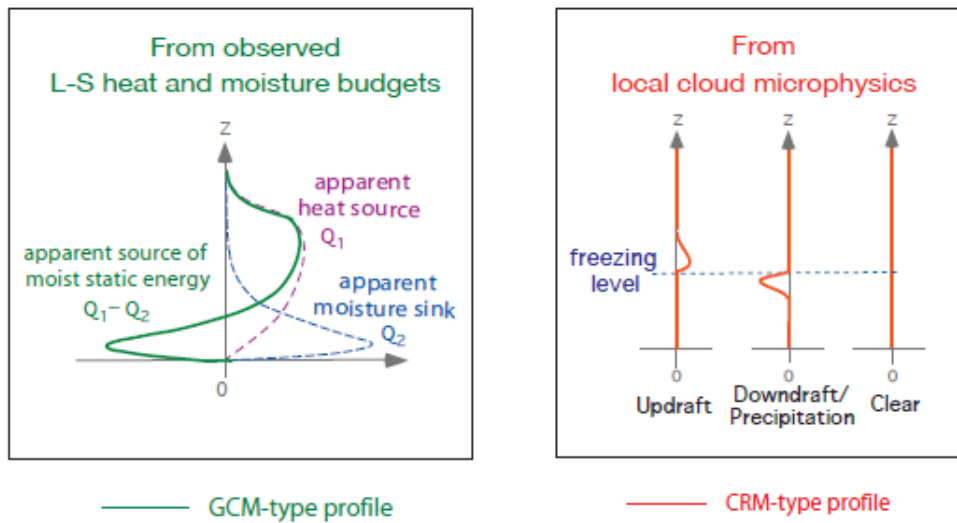 From observed
L-S heat and moisture budgets
z
apparent
heat source
Q1
apparent source of
moist static energy
Q1 – Q2
apparent
moisture sink
Q2
0
GCM-type profile
From
local cloud microphysics
z
z
z
freezing
level
0
0
0
Updraft
Downdraft/
Precipitation
Clear
CRM-type profile